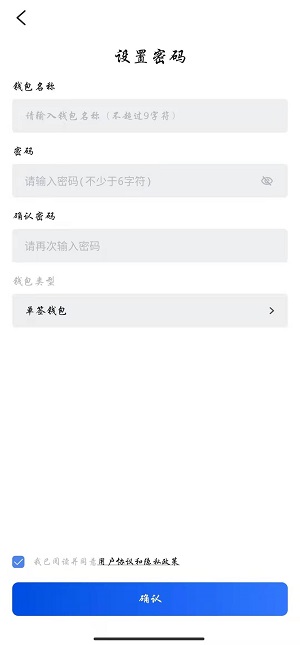 设置密码
钱包名称
请输入钱包名称（不超过9字符）
密码
请输入密码(不少于6字符)
确认密码
请再次输入密码
钱包类型
单签钱包
我已阅读并同意用户协议和隐私政策
确认